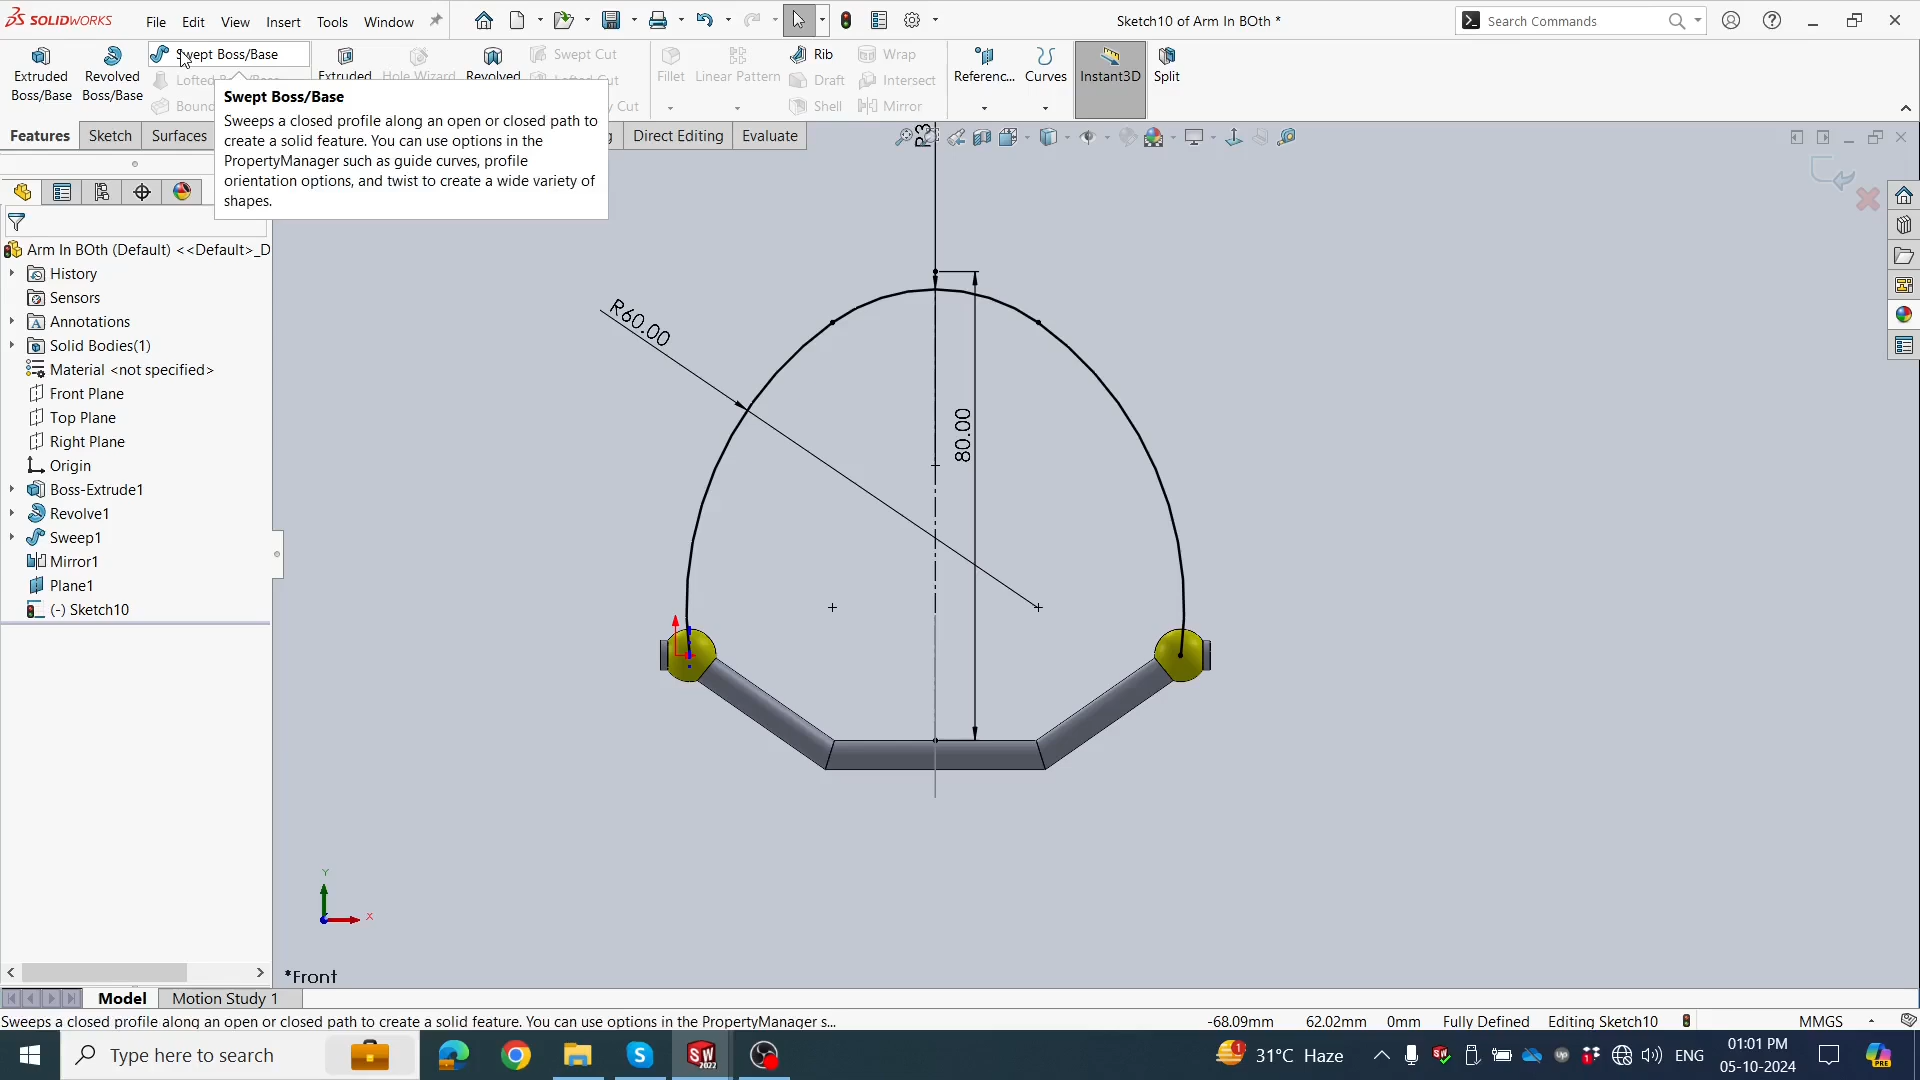 SOLIDWORKS
File Edit View Insert Tools Window
Sketch10 of Arm In BOth *
Search Commands
Extruded Boss/Base
Revolved Boss/Base
Swept Boss/Base
Extruded
Hole Wizard
Revolved
Swept Cut
Fillet
Linear Pattern
Rib
Draft
Shell
Wrap
Intersect
Mirror
Referenc...
Curves
Instant3D
Split
Swept Boss/Base
Sweeps a closed profile along an open or closed path to
create a solid feature. You can use options in the
PropertyManager such as guide curves, profile
orientation options, and twist to create a wide variety of
shapes.
Features Sketch Surfaces Direct Editing Evaluate
Arm In BOth (Default) <<Default>_D
History
Sensors
Annotations
Solid Bodies(1)
Material <not specified>
Front Plane
Top Plane
Right Plane
Origin
Boss-Extrude1
Revolve1
Sweep1
Mirror1
Plane1
(-) Sketch10
R3
R60.00
80.00
Y
X
*Front
Model Motion Study 1
Sweeps a closed profile along an open or closed path to create a solid feature. You can use options in the PropertyManager s...
-68.09mm 62.02mm 0mm Fully Defined Editing Sketch10 MMGS
Type here to search
SW
2022
1
31°C Haze
ENG
01:01 PM
05-10-2024
PRE